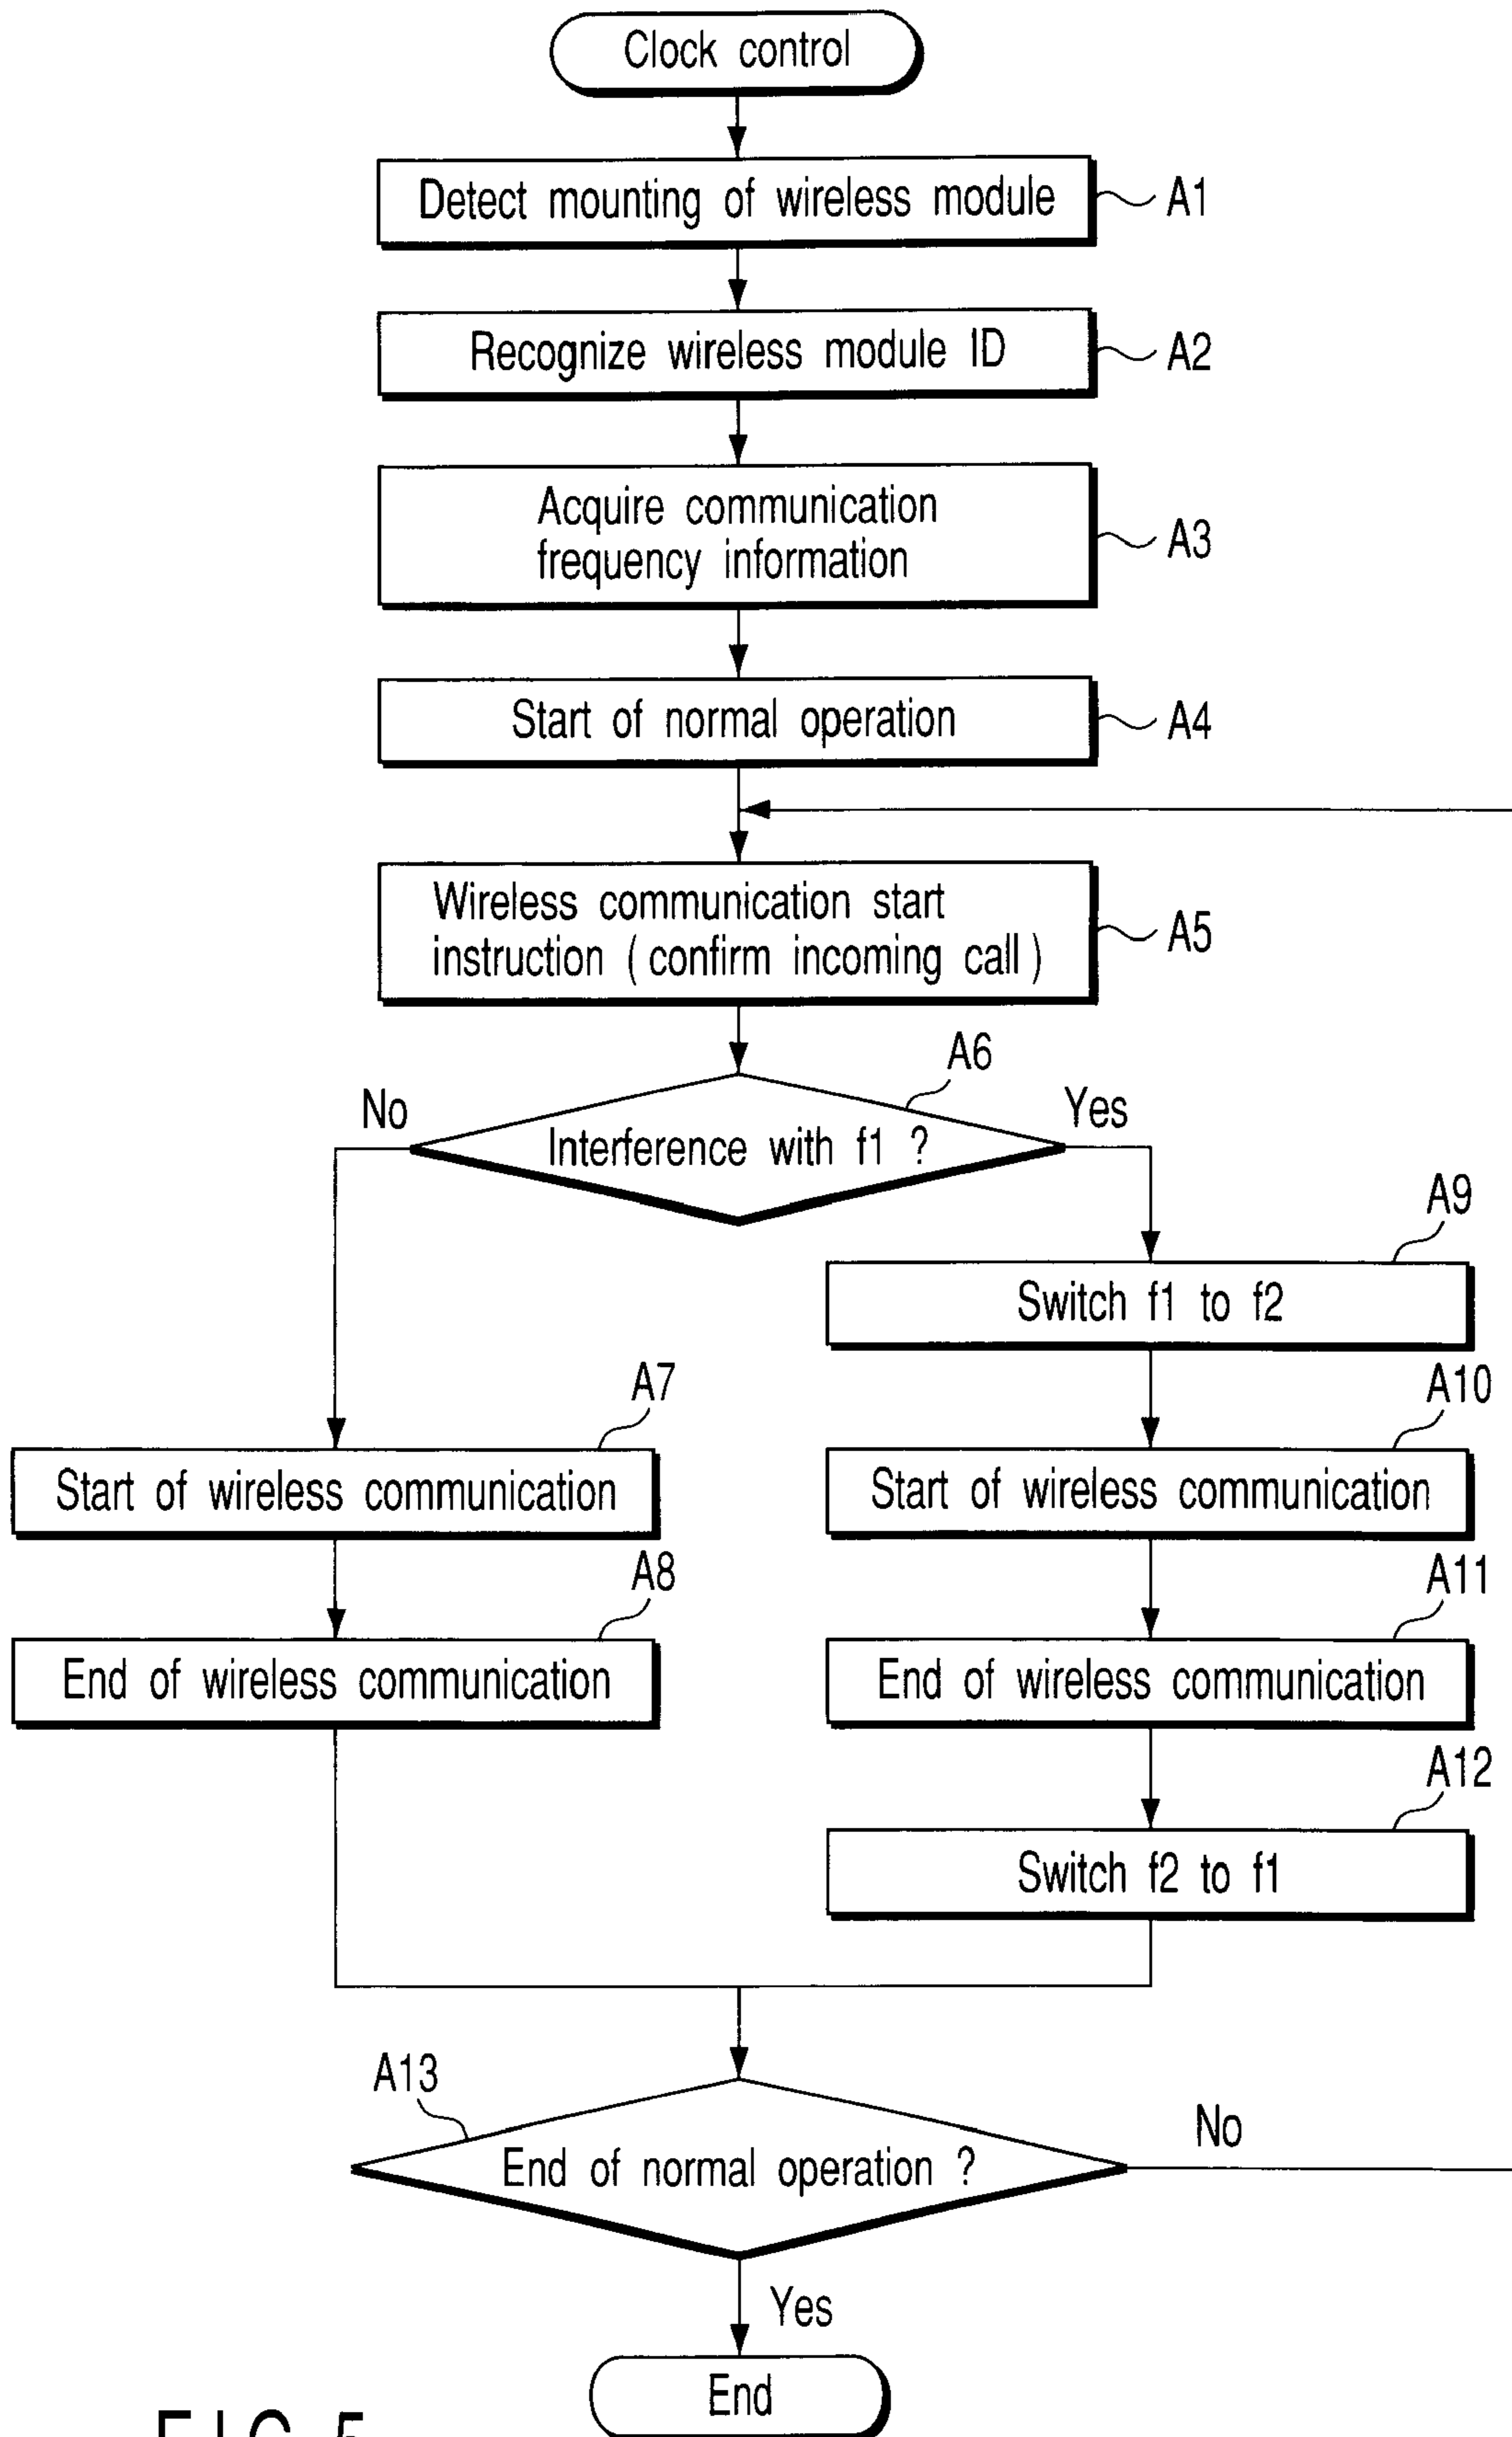 Clock control
Detect mounting of wireless module
A1
Recognize wireless module ID
A2
Acquire communication
frequency information
A3
Start of normal operation
A4
Wireless communication start
instruction (confirm incoming call)
A5
A6
No
Yes
Interference with f1 ?
A9
Switch f1 to f2
A7
A10
Start of wireless communication
Start of wireless communication
A8
A11
End of wireless communication
End of wireless communication
A12
Switch f2 to f1
A13
End of normal operation ?
No
Yes
End
FIG. 5